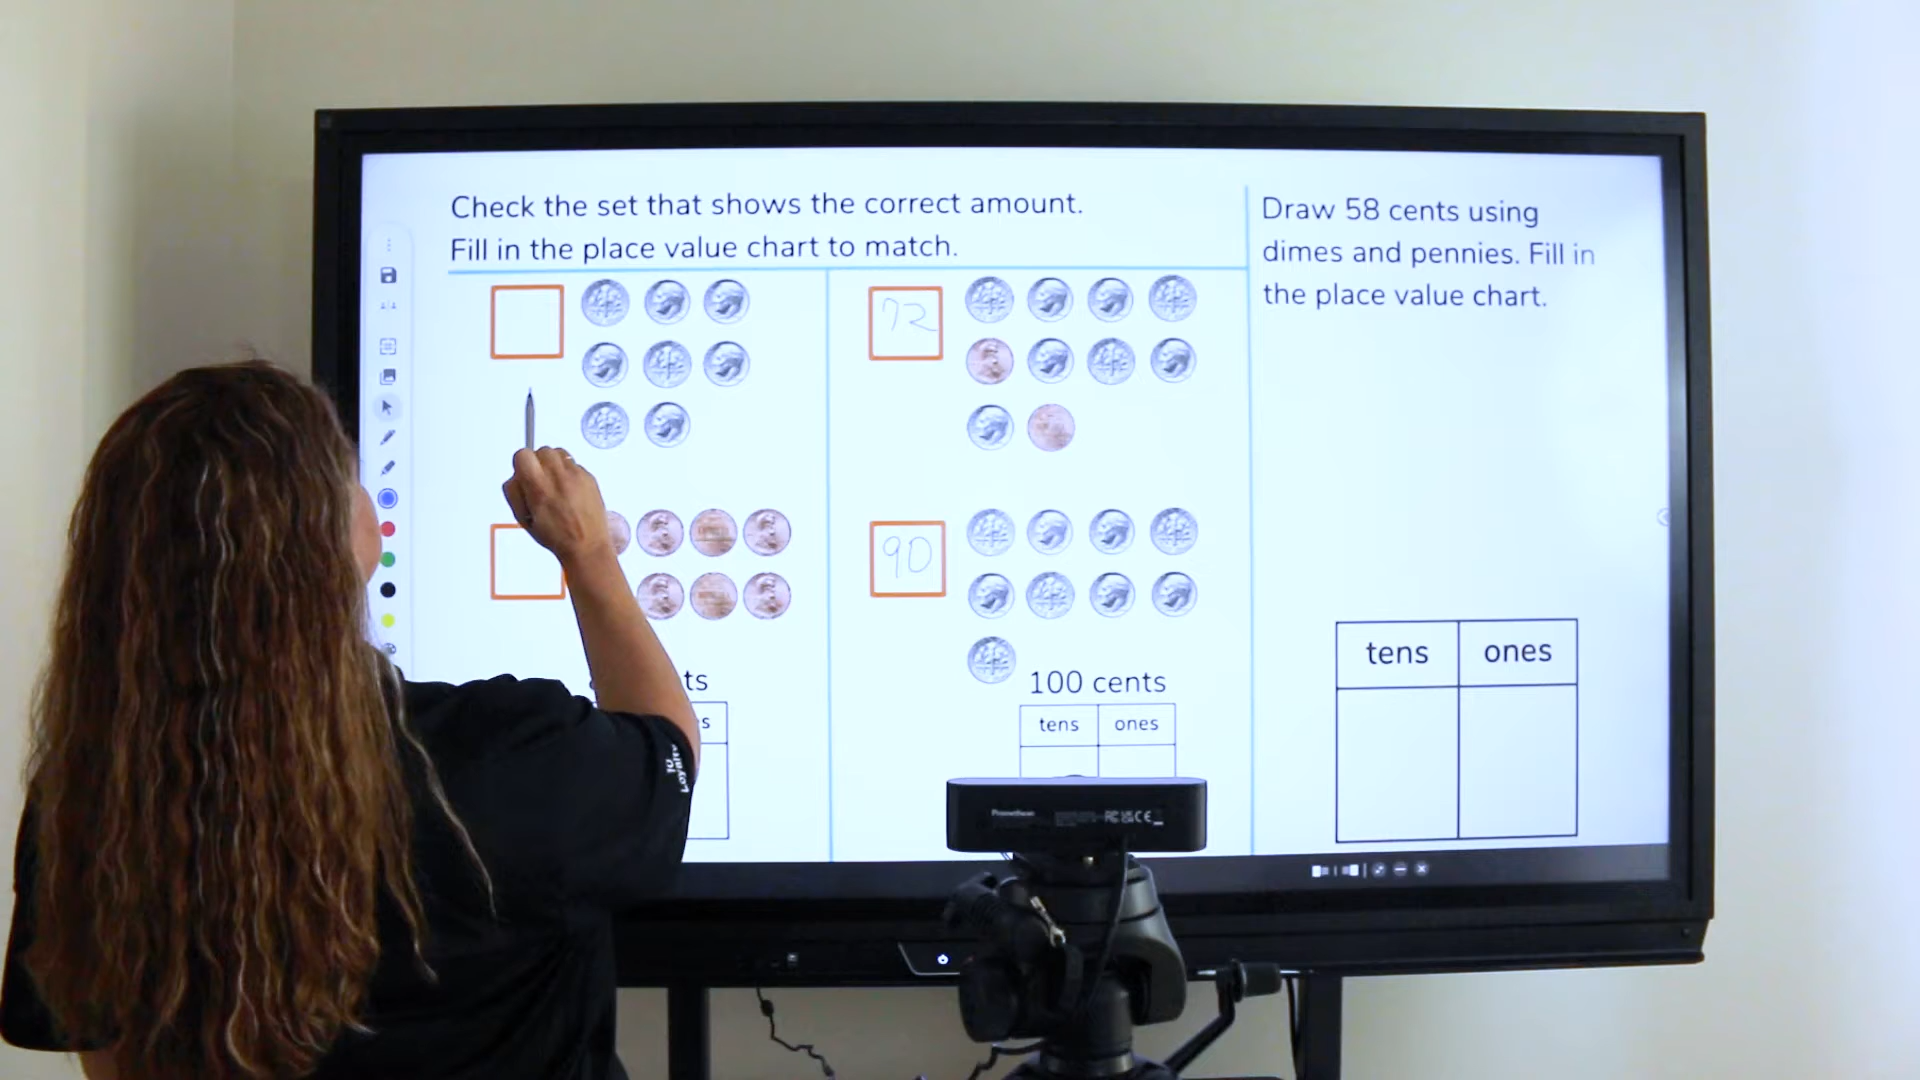 Check the set that shows the correct amount.
Fill in the place value chart to match.
72
90
100 cents
tens ones
Draw 58 cents using
dimes and pennies. Fill in
the place value chart.
tens ones
Promethean